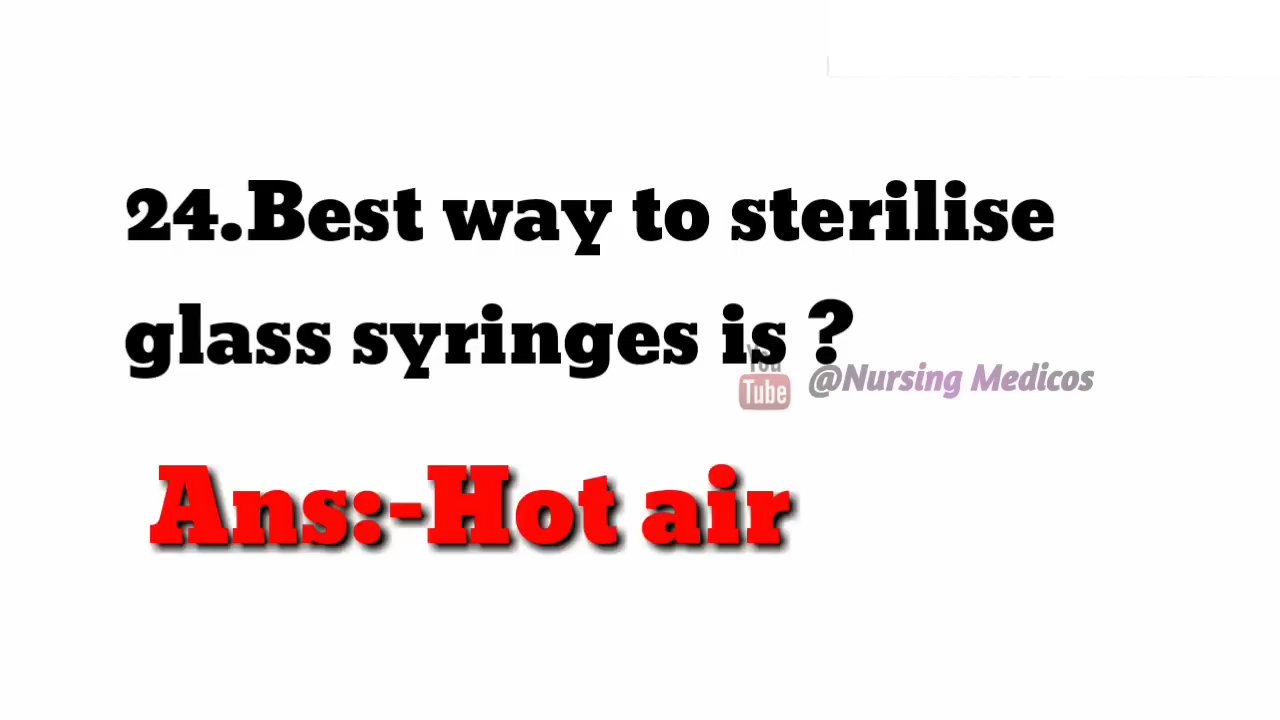 24.Best way to sterilise
glass syringes is ?
You
Tube
@Nursing Medicos
Ans:-Hot air